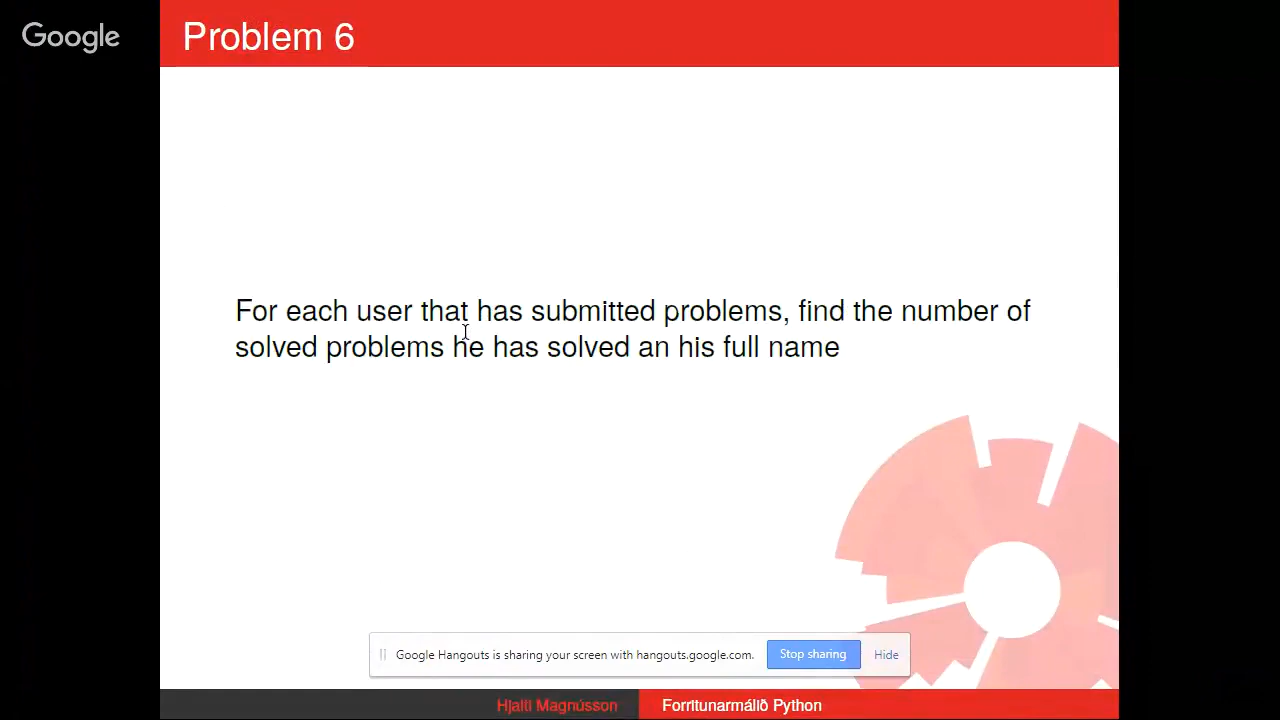 Google
Problem 6
For each user that has submitted problems, find the number of
solved problems he has solved an his full name
Google Hangouts is sharing your screen with hangouts.google.com.
Stop sharing
Hide
Hjalti Magnússon
Forritunarmálið Python